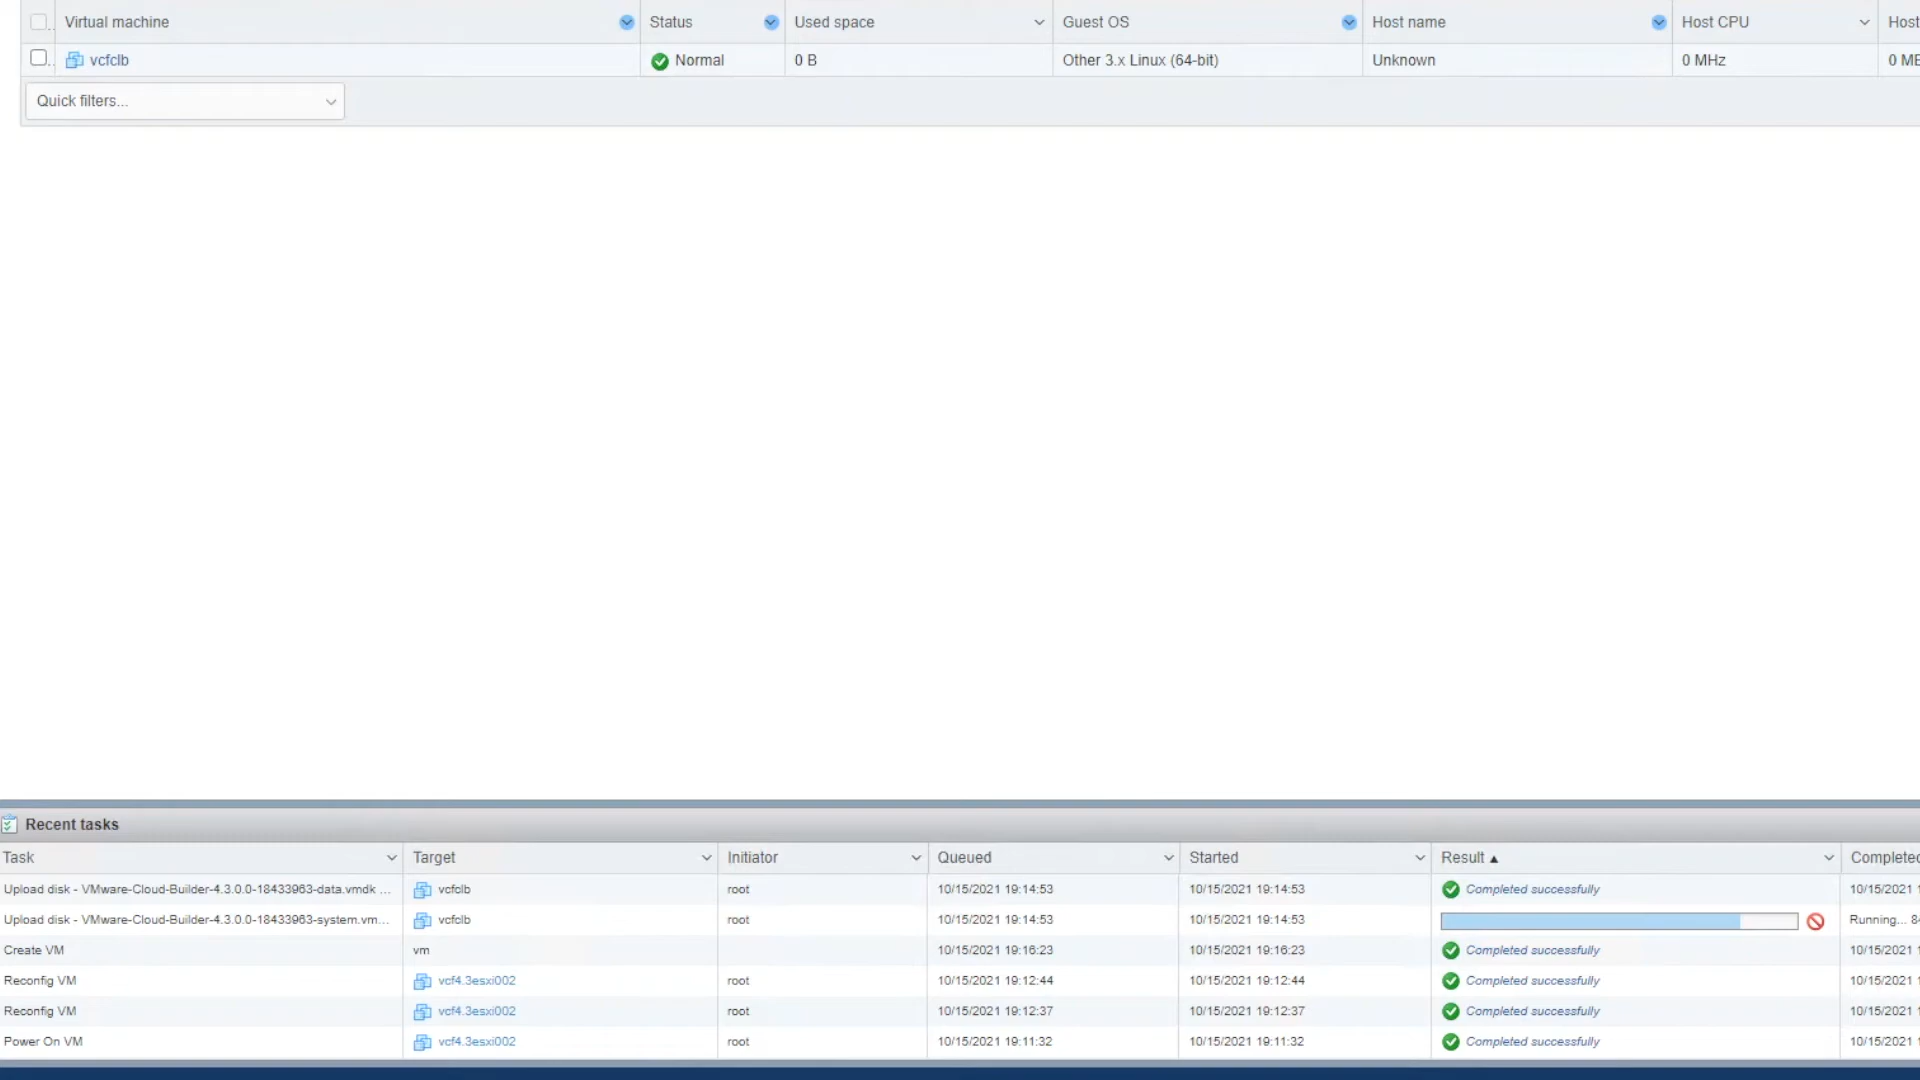 Virtual machine Status Used space Guest OS Host name Host CPU Host
vcfclb Normal 0 B Other 3.x Linux (64-bit) Unknown 0 MHz 0 ME
Quick filters...
Recent tasks
Task Target Initiator Queued Started Result ▲ Completed
Upload disk - VMware-Cloud-Builder-4.3.0.0-18433963-data.vmdk ... vcfclb root 10/15/2021 19:14:53 10/15/2021 19:14:53 Completed successfully 10/15/2021 1
Upload disk - VMware-Cloud-Builder-4.3.0.0-18433963-system.vm... vcfclb root 10/15/2021 19:14:53 10/15/2021 19:14:53 Running... 84
Create VM vm 10/15/2021 19:16:23 10/15/2021 19:16:23 Completed successfully 10/15/2021 1
Reconfig VM vcf4.3esxi002 root 10/15/2021 19:12:44 10/15/2021 19:12:44 Completed successfully 10/15/2021 1
Reconfig VM vcf4.3esxi002 root 10/15/2021 19:12:37 10/15/2021 19:12:37 Completed successfully 10/15/2021 1
Power On VM vcf4.3esxi002 root 10/15/2021 19:11:32 10/15/2021 19:11:32 Completed successfully 10/15/2021 1